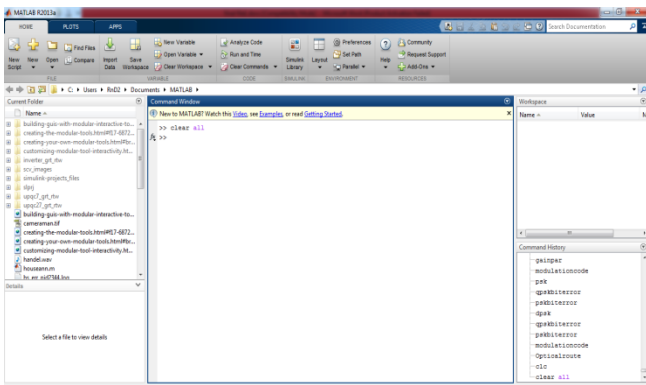 MATLAB R2013a
HOME PLOTS APPS
Search Documentation
New Script
New
Open
Find Files
Compare
Import Data
Save Workspace
New Variable
Open Variable
Clear Workspace
Analyze Code
Run and Time
Clear Commands
Simulink Library
Layout
Preferences
Set Path
Parallel
Help
Community
Request Support
Add-Ons
FILE VARIABLE CODE SIMULINK ENVIRONMENT RESOURCES
C: Users RnD2 Documents MATLAB
Current Folder
Name
building-guis-with-modular-interactive-to...
creating-the-modular-tools.html#f17-6872...
creating-your-own-modular-tools.html#br...
customizing-modular-tool-interactivity.ht...
inverter_grt_rtw
scv_images
simulink-projects_files
slprj
upqc7_grt_rtw
upqc27_grt_rtw
building-guis-with-modular-interactive-to...
cameraman.tif
creating-the-modular-tools.html#f17-6872...
creating-your-own-modular-tools.html#br...
customizing-modular-tool-interactivity.ht...
handel.wav
houseann.m
Details
Select a file to view details
Command Window
New to MATLAB? Watch this Video, see Examples, or read Getting Started.
>> clear all
fx >>
Workspace
Name Value
Command History
gainpar
modulationcode
psk
qpskbiterror
pskbiterror
dpsk
qpskbiterror
pskbiterror
modulationcode
Opticalroute
clc
clear all